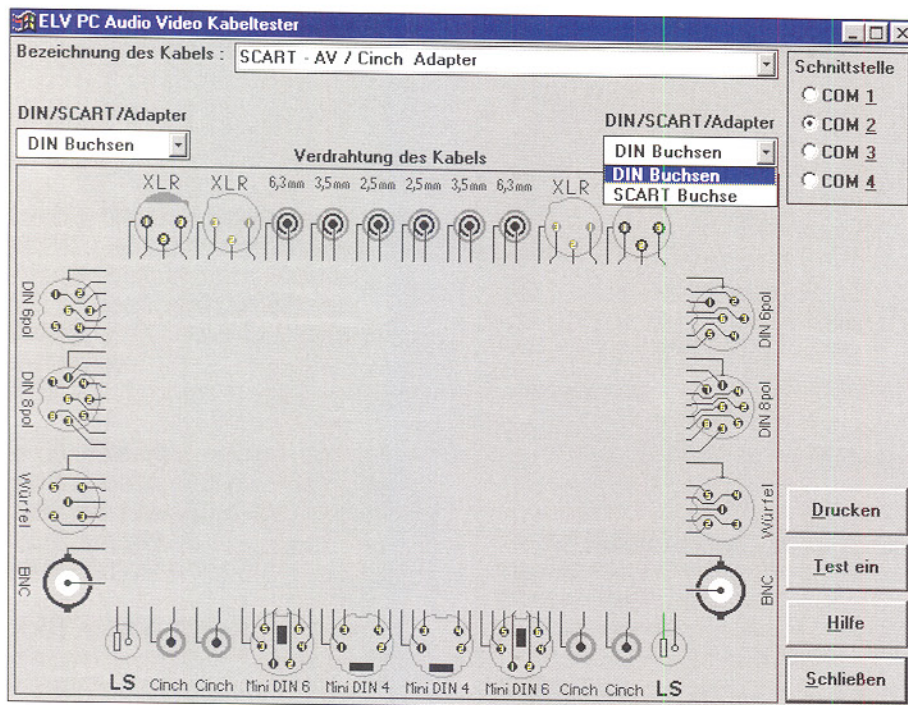 ELV PC Audio Video Kabeltester
Bezeichnung des Kabels :
SCART - AV / Cinch Adapter
Schnittstelle
COM 1
COM 2
COM 3
COM 4
DIN/SCART/Adapter
DIN Buchsen
DIN/SCART/Adapter
DIN Buchsen
DIN Buchsen
SCART Buchse
Verdrahtung des Kabels
XLR XLR 6,3mm 3,5mm 2,5mm 2,5mm 3,5mm 6,3mm XLR
DIN 6pol
DIN 8pol
Würfel
BNC
DIN 6pol
DIN 8pol
Würfel
BNC
LS Cinch Cinch Mini DIN 6 Mini DIN 4 Mini DIN 4 Mini DIN 6 Cinch Cinch LS
Drucken
Test ein
Hilfe
Schließen